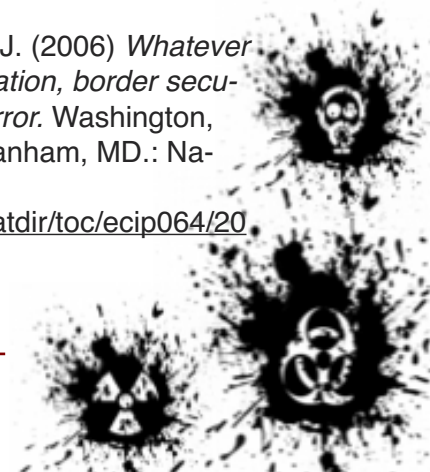 J. (2006) Whatever
ation, border secu-
rror. Washington,
anham, MD.: Na-
atdir/toc/ecip064/20